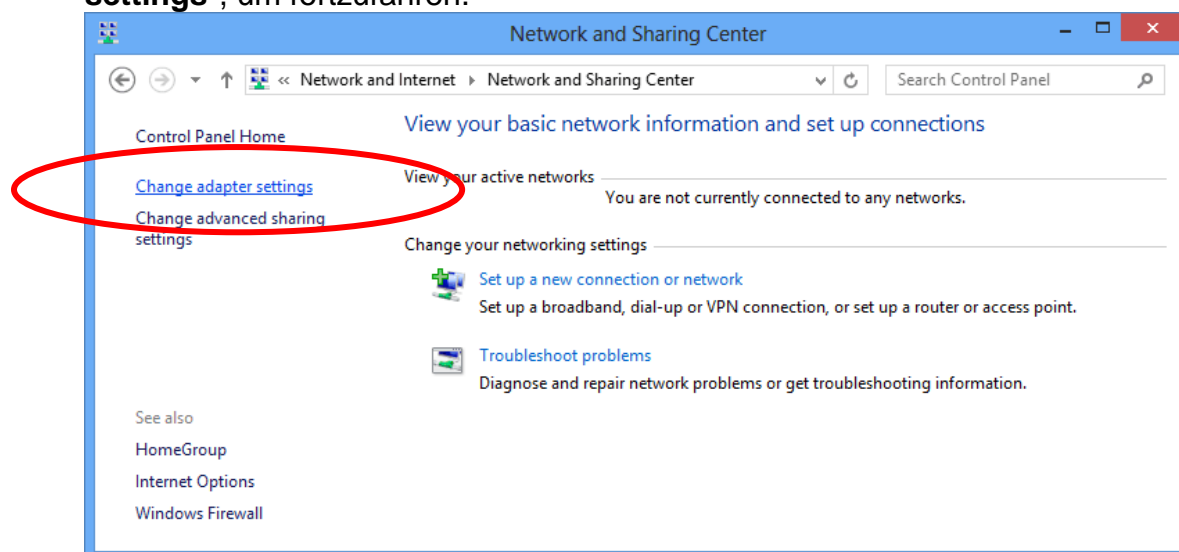 settings", um fortzufahren.
Network and Sharing Center
« Network and Internet Network and Sharing Center
Search Control Panel
Control Panel Home
Change adapter settings
Change advanced sharing
settings
View your basic network information and set up connections
View your active networks
You are not currently connected to any networks.
Change your networking settings
Set up a new connection or network
Set up a broadband, dial-up or VPN connection, or set up a router or access point.
Troubleshoot problems
Diagnose and repair network problems or get troubleshooting information.
See also
HomeGroup
Internet Options
Windows Firewall